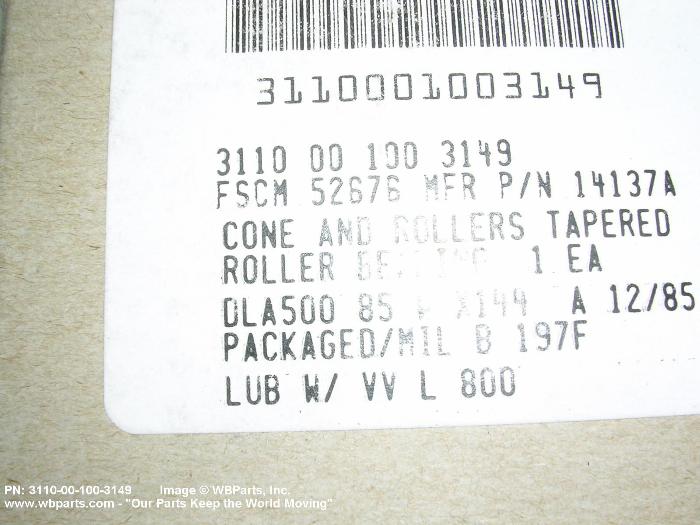 3110001003149
3110 00 100 3149
FSCM 52676 MFR P/N 14137A
CONE AND ROLLERS TAPERED
ROLLER 1 EA
DLA500 85 X144 A 12/85
PACKAGED/MIL B 197F
LUB W/ VV L 800
PN: 3110-00-100-3149 Image © WBParts, Inc.
www.wbparts.com - "Our Parts Keep the World Moving"